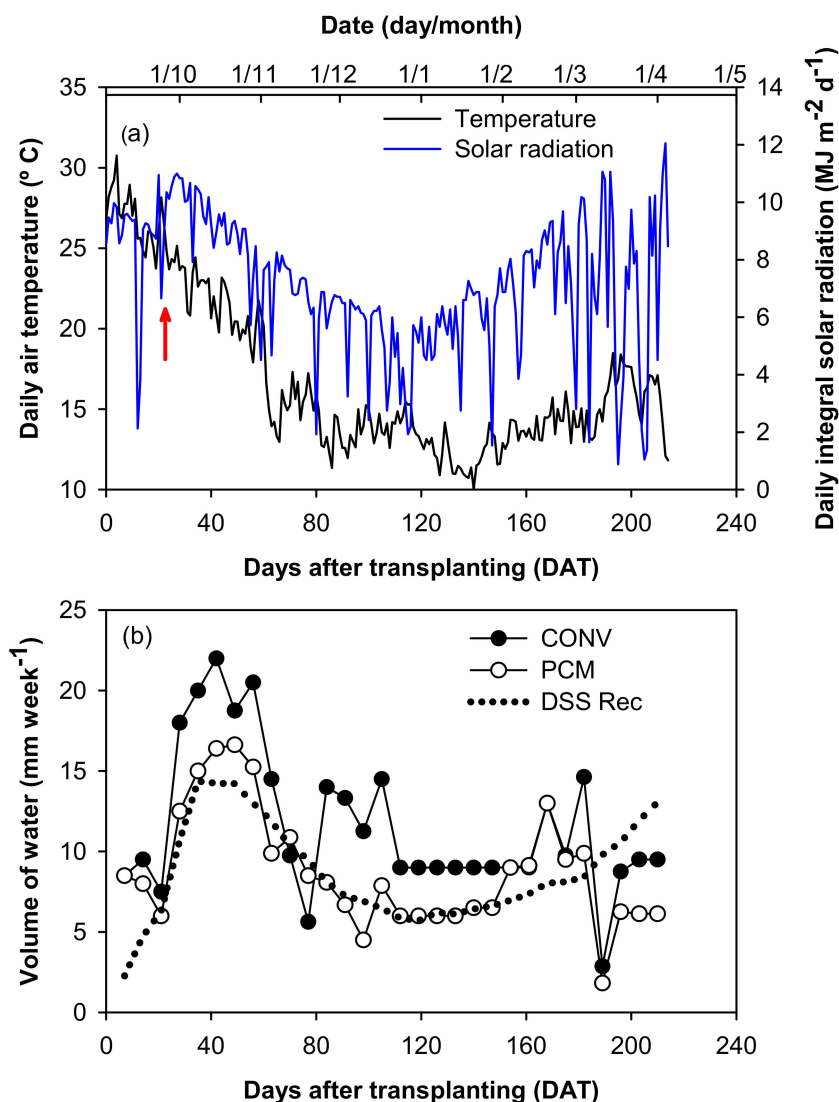 Date (day/month)
1/10 1/11 1/12 1/1 1/2 1/3 1/4 1/5
35 14
(a) Temperature
Solar radiation
12
30
10
25
8
20
6
4
15
2
10 0
0 40 80 120 160 200 240
Daily air temperature (º C)
Daily integral solar radiation (MJ m⁻² d⁻¹)
Days after transplanting (DAT)
25
(b) CONV
PCM
DSS Rec
20
15
10
5
0
0 40 80 120 160 200 240
Volume of water (mm week⁻¹)
Days after transplanting (DAT)